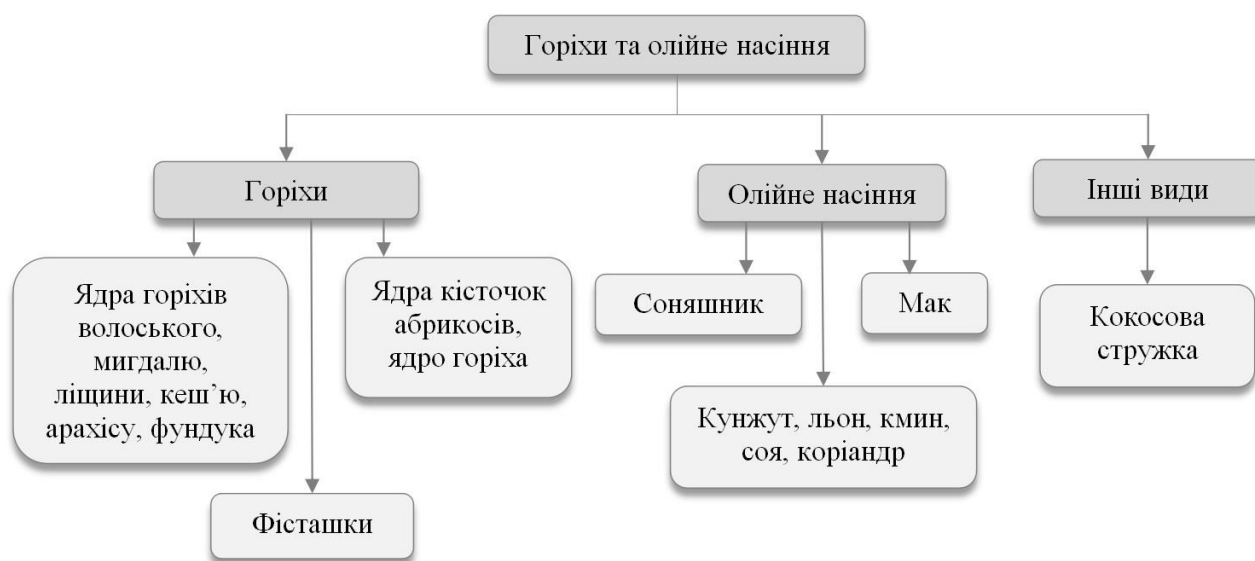 Горіхи та олійне насіння
Горіхи
Олійне насіння
Інші види
Ядра горіхів
волоського,
мигдалю,
ліщини, кеш’ю,
арахісу, фундука
Ядра кісточок
абрикосів,
ядро горіха
Соняшник
Мак
Кокосова
стружка
Кунжут, льон, кмин,
соя, коріандр
Фісташки